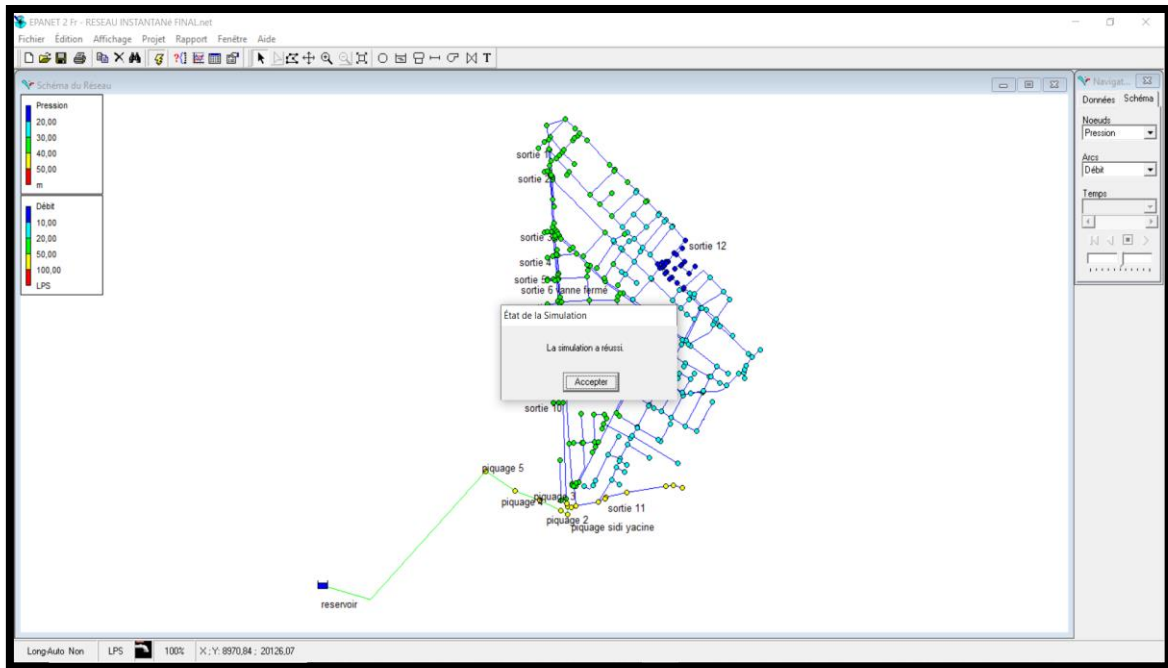 EPANET 2 Fr - RESEAU INSTANTANé FINAL.net
Fichier Édition Affichage Projet Rapport Fenêtre Aide
Schéma du Réseau
Pression
20,00
30,00
40,00
50,00
m
Débit
10,00
20,00
50,00
100,00
LPS
sortie 1
sortie 2
sortie 3
sortie 4
sortie 5
sortie 6 vanne fermé
sortie 12
État de la Simulation
La simulation a réussi.
Accepter
sortie 10
piquage 5
piquage 4
piquage 3
piquage 2
sortie 11
piquage sidi yacine
reservoir
Navigat...
Données Schéma
Noeuds
Pression
Arcs
Débit
Temps
Long-Auto Non LPS 100% X ; Y: 8970,84 ; 20126,07